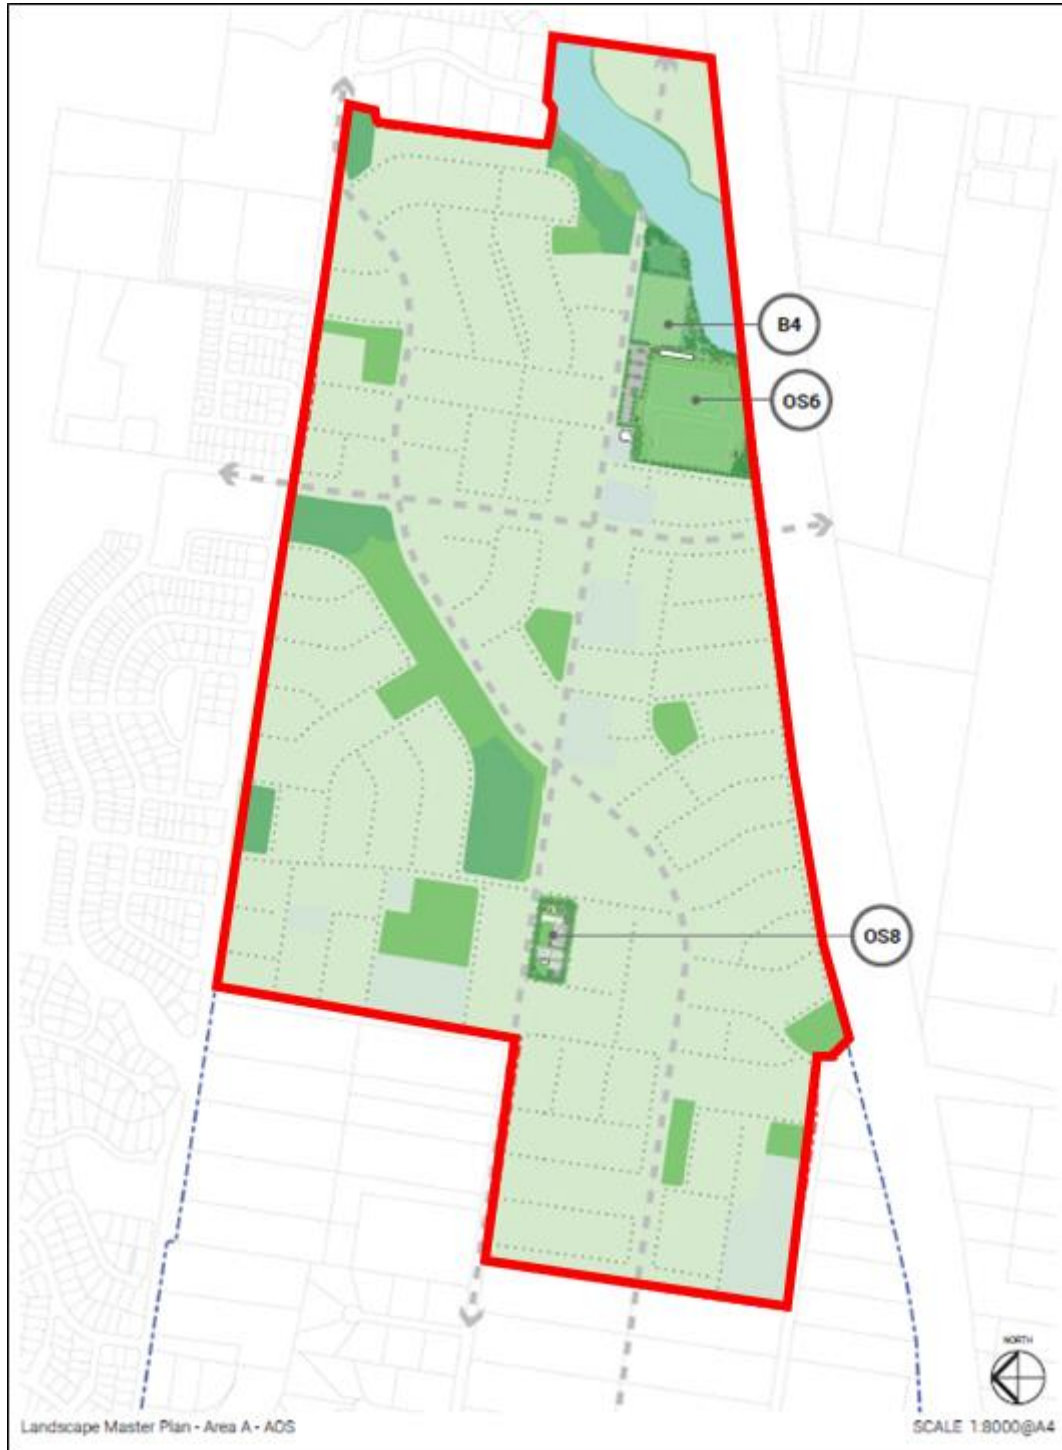 B4
OS6
OS8
NORTH
Landscape Master Plan - Area A - AOS
SCALE 1:8000@A4